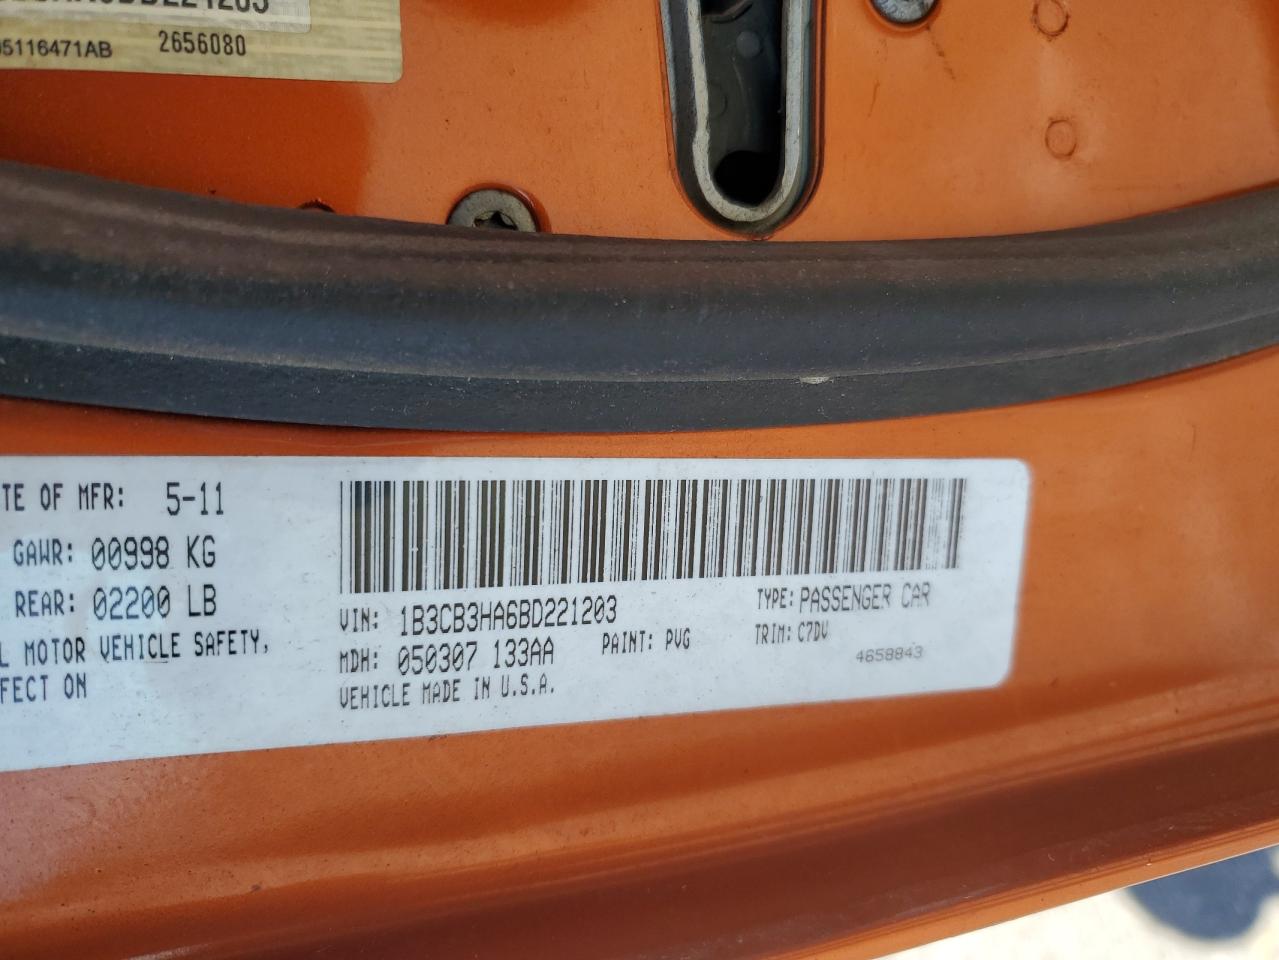 05116471AB 2656080
TE OF MFR: 5-11
GAWR: 00998 KG
REAR: 02200 LB
L MOTOR VEHICLE SAFETY,
FECT ON
VIN: 1B3CB3HA6BD221203 TYPE: PASSENGER CAR
MDH: 050307 133AA PAINT: PVG TRIM: C7DV
VEHICLE MADE IN U.S.A. 4658843